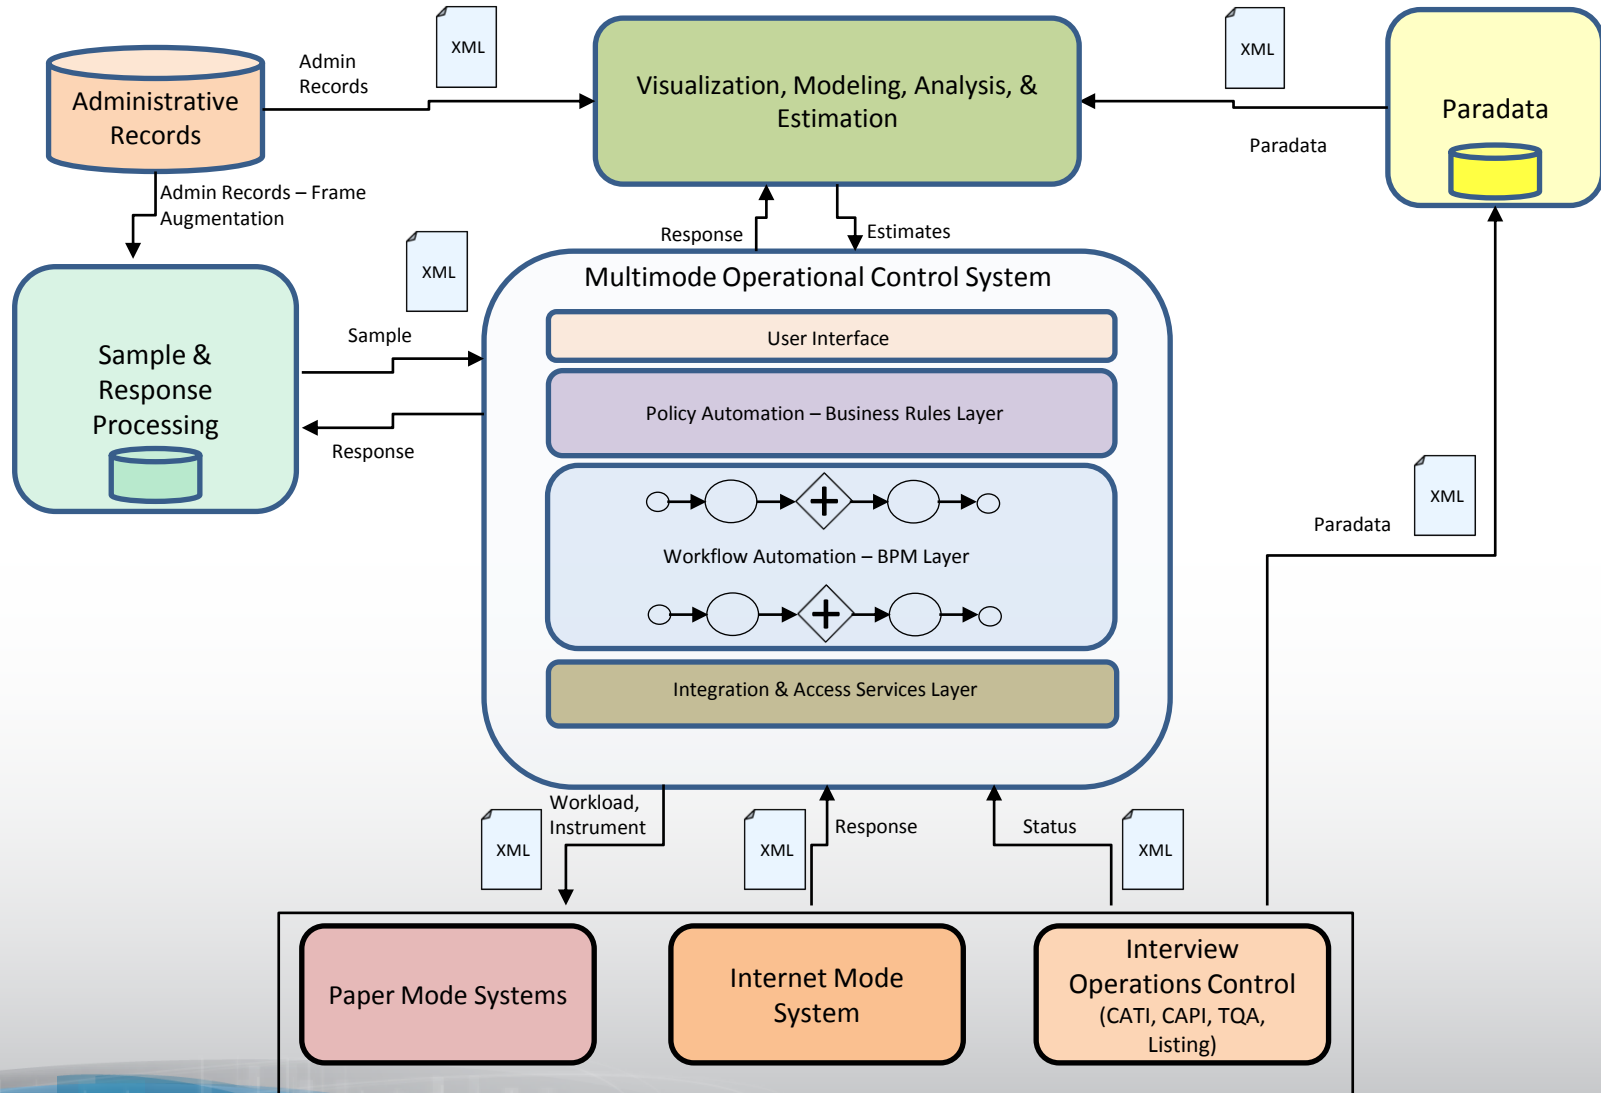 XML
XML
Admin
Records
Visualization, Modeling, Analysis, &
Estimation
Administrative
Records
Paradata
Paradata
Admin Records – Frame
Augmentation
Response
Estimates
XML
Multimode Operational Control System
Sample
User Interface
Sample &
Response
Processing
Policy Automation – Business Rules Layer
Response
XML
Paradata
Workflow Automation – BPM Layer
Integration & Access Services Layer
Workload,
Instrument
Response
Status
XML
XML
XML
Paper Mode Systems
Internet Mode
System
Interview
Operations Control
(CATI, CAPI, TQA,
Listing)